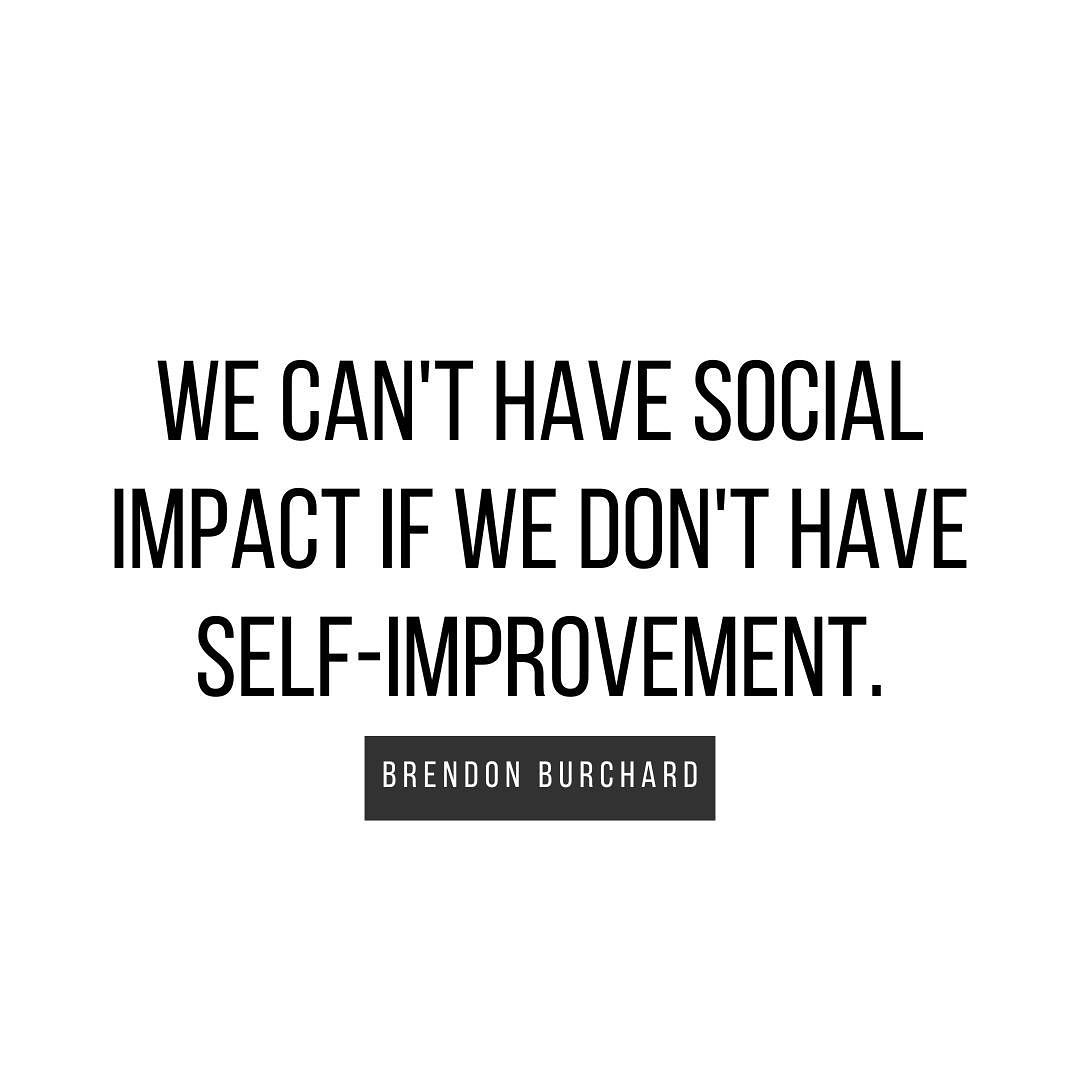 WE CAN'T HAVE SOCIAL
IMPACT IF WE DON'T HAVE
SELF-IMPROVEMENT.
BRENDON BURCHARD